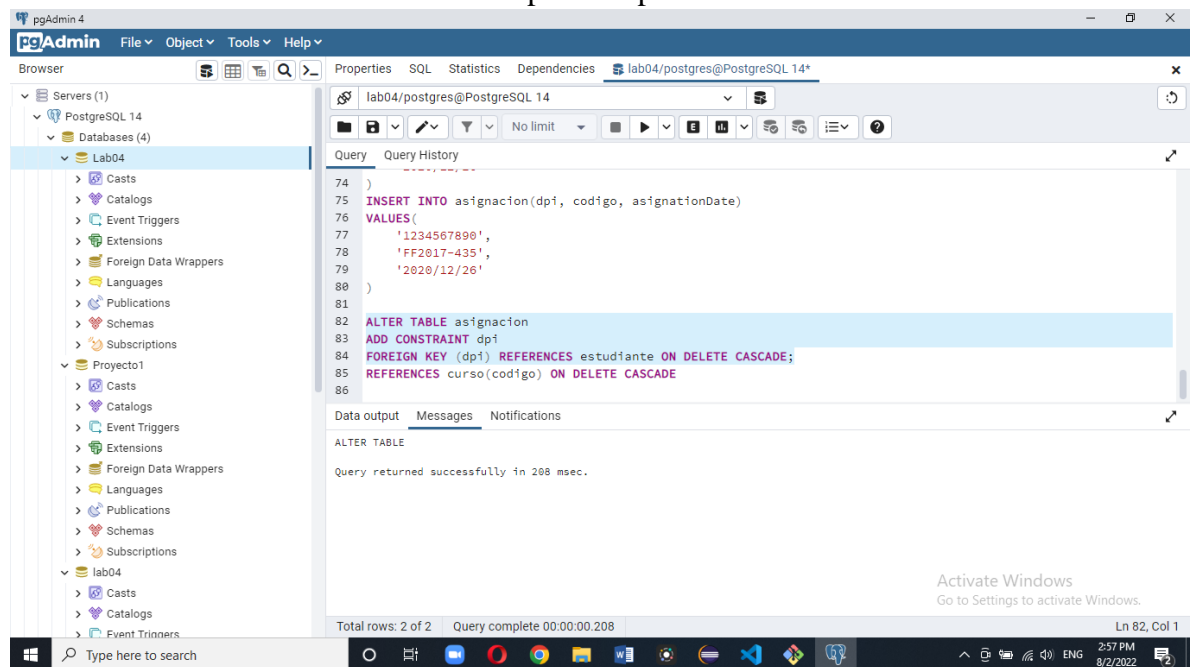 pgAdmin 4
pgAdmin File Object Tools Help
Browser
Properties SQL Statistics Dependencies lab04/postgres@PostgreSQL 14*
Servers (1)
PostgreSQL 14
Databases (4)
Lab04
Casts
Catalogs
Event Triggers
Extensions
Foreign Data Wrappers
Languages
Publications
Schemas
Subscriptions
Proyecto1
Casts
Catalogs
Event Triggers
Extensions
Foreign Data Wrappers
Languages
Publications
Schemas
Subscriptions
lab04
Casts
Catalogs
Event Triggers
lab04/postgres@PostgreSQL 14
No limit
Query Query History
74 )
75 INSERT INTO asignacion(dpi, codigo, asignationDate)
76 VALUES(
77 '1234567890',
78 'FF2017-435',
79 '2020/12/26'
80 )
81
82 ALTER TABLE asignacion
83 ADD CONSTRAINT dpi
84 FOREIGN KEY (dpi) REFERENCES estudiante ON DELETE CASCADE;
85 REFERENCES curso(codigo) ON DELETE CASCADE
86
Data output Messages Notifications
ALTER TABLE
Query returned successfully in 208 msec.
Activate Windows
Go to Settings to activate Windows.
Total rows: 2 of 2 Query complete 00:00:00.208 Ln 82, Col 1
Type here to search
ENG
2:57 PM
8/2/2022
2